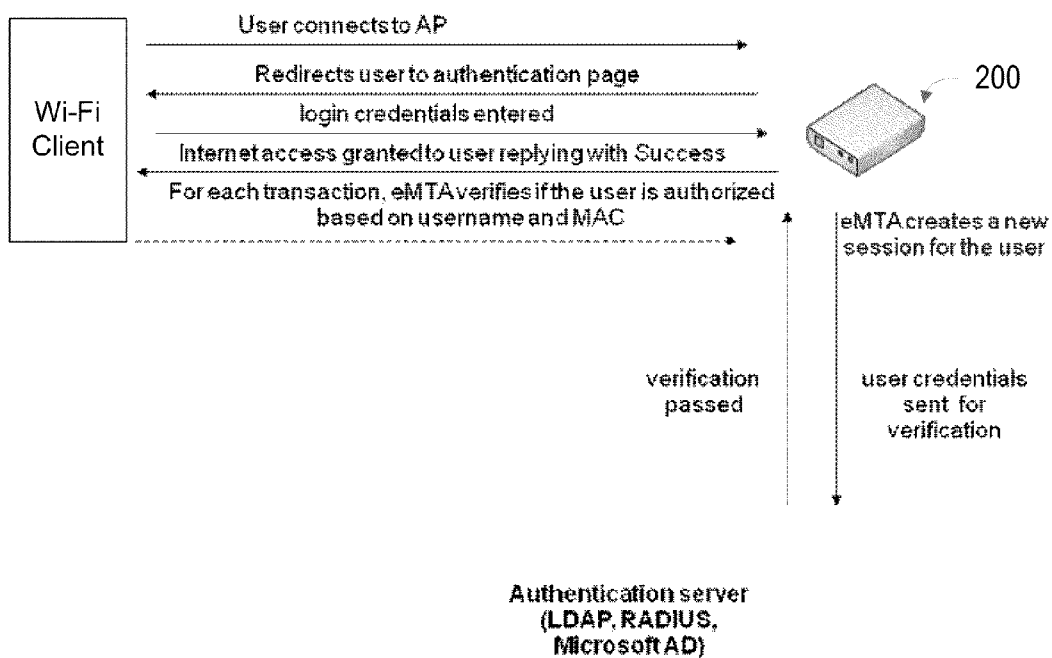 User connects to AP
Redirects user to authentication page
200
Wi-Fi
Client
login credentials entered
Internet access granted to user replying with Success
For each transaction, eMTA verifies if the user is authorized
based on username and MAC
eMTA creates a new
session for the user
verification
passed
user credentials
sent for
verification
Authentication server
(LDAP, RADIUS,
Microsoft AD)